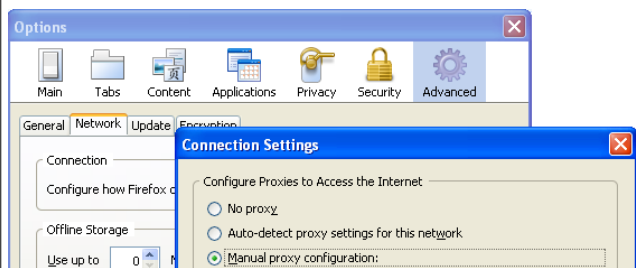 Options
Main Tabs Content Applications Privacy Security Advanced
General Network Update Encryption
Connection Settings
Connection
Configure how Firefox
Configure Proxies to Access the Internet
No proxy
Auto-detect proxy settings for this network
Offline Storage
Manual proxy configuration:
Use up to 0